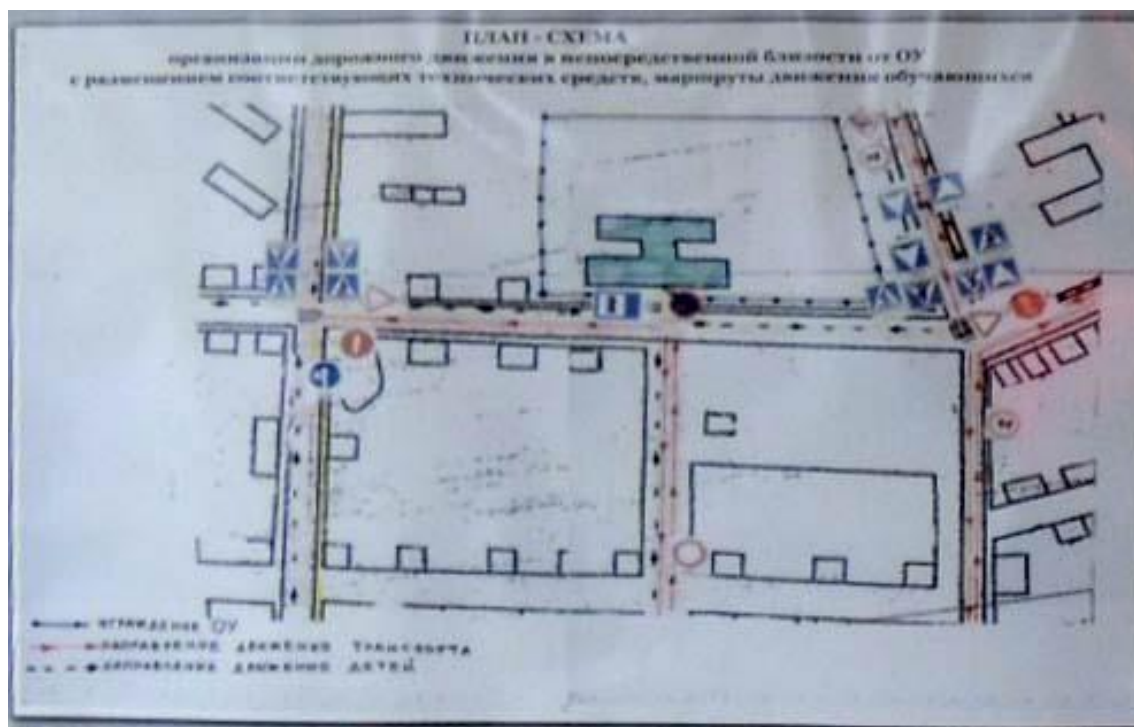 ПЛАН - СХЕМА
организации дорожного движения в непосредственной близости от ОУ
с размещением соответствующих технических средств, маршруты движения обучающихся
ОГРАЖДЕНИЕ ОУ
НАПРАВЛЕНИЕ ДВИЖЕНИЯ ТРАНСПОРТА
НАПРАВЛЕНИЕ ДВИЖЕНИЯ ДЕТЕЙ